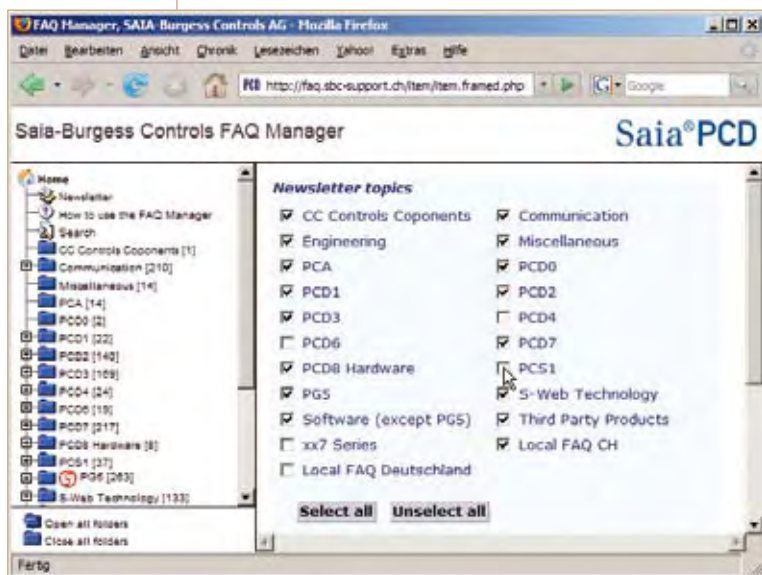 FAQ Manager, SAIA-Burgess Controls AG - Mozilla Firefox
Datei Bearbeiten Ansicht Chronik Lesezeichen Yahoo! Extras Hilfe
PCD http://faq.sbc-support.ch/item/item.framed.php G Google
Saia-Burgess Controls FAQ Manager
Saia®PCD
Home
Newsletter
How to use the FAQ Manager
Search
CC Controls Coponents [1]
Communication [210]
Miscellaneous [14]
PCA [14]
PCD0 [2]
PCD1 [22]
PCD2 [140]
PCD3 [169]
PCD4 [24]
PCD6 [19]
PCD7 [217]
PCD8 Hardware [8]
PCS1 [37]
PG5 [263]
S-Web Technology [133]
Open all folders
Close all folders
Newsletter topics
CC Controls Coponents Communication
Engineering Miscellaneous
PCA PCD0
PCD1 PCD2
PCD3 PCD4
PCD6 PCD7
PCD8 Hardware PCS1
PG5 S-Web Technology
Software (except PG5) Third Party Products
xx7 Series Local FAQ CH
Local FAQ Deutschland
Select all Unselect all
Fertig